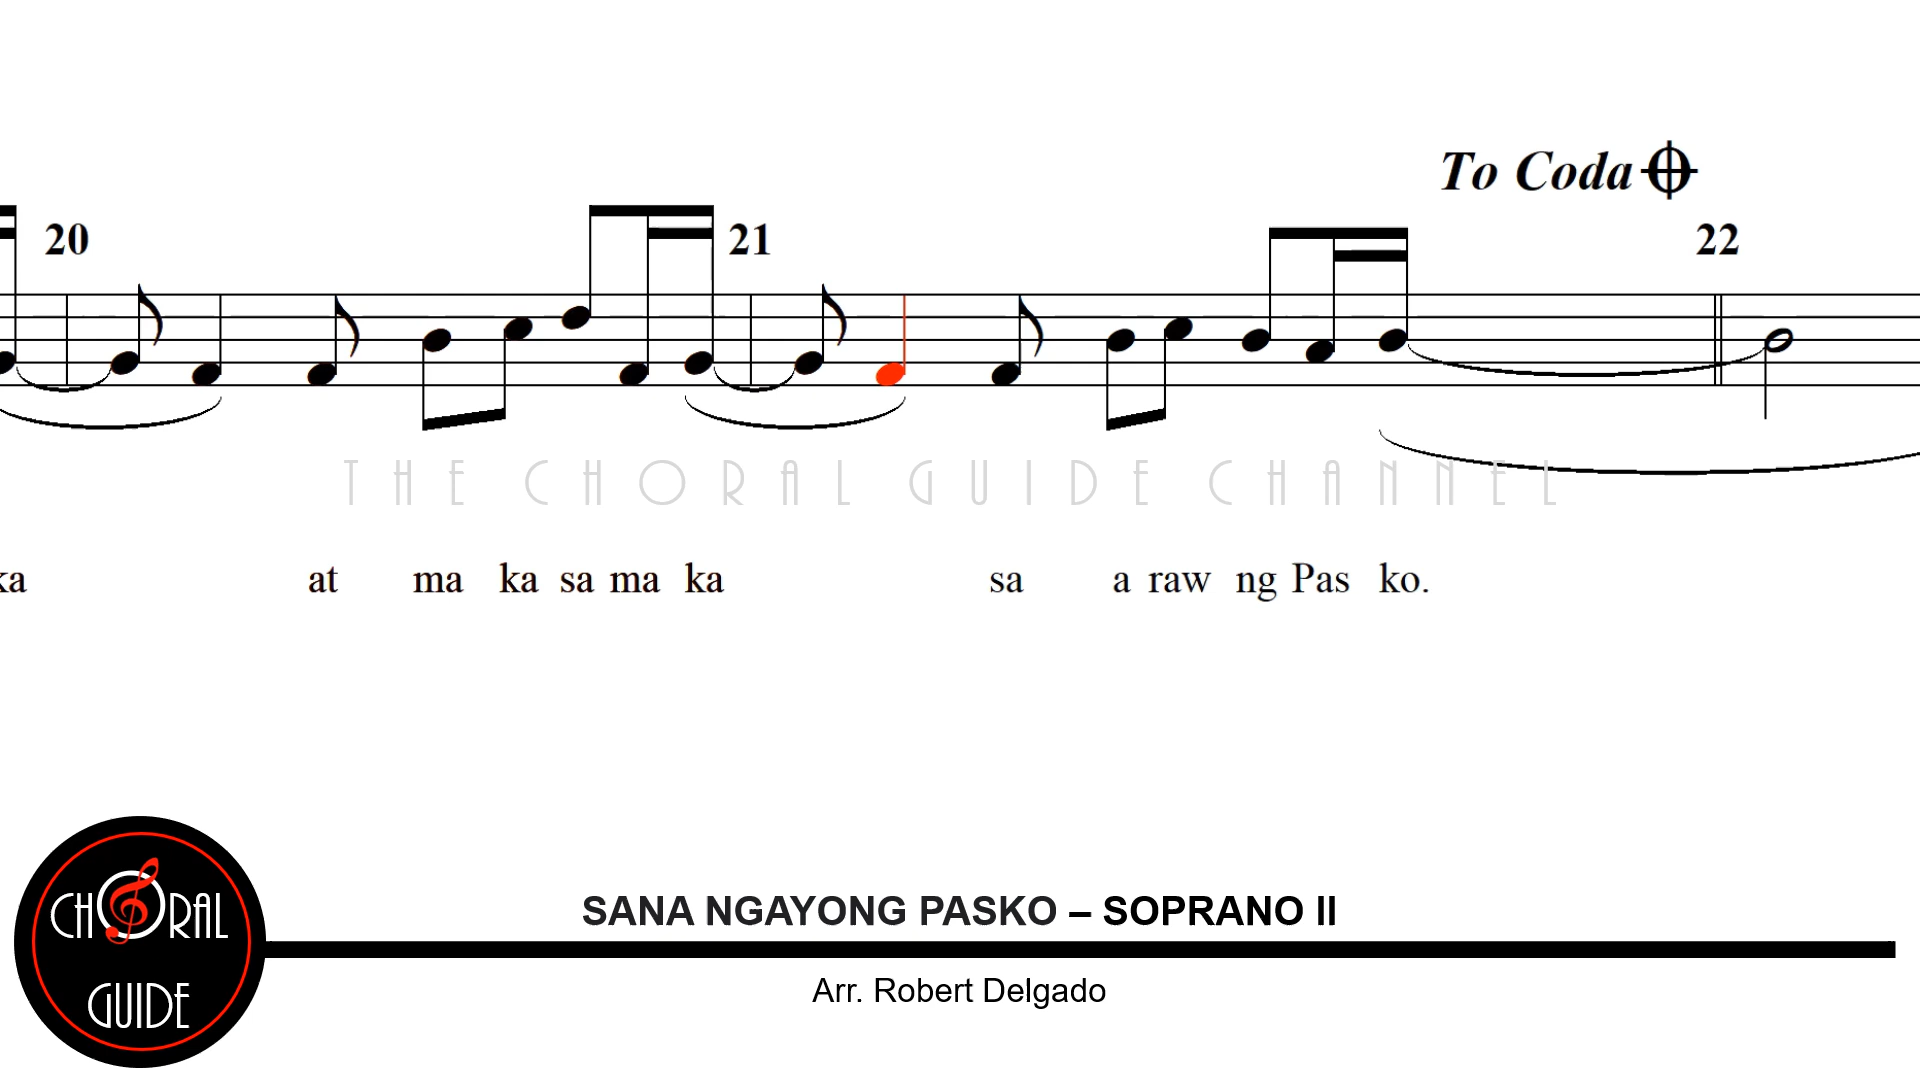 To Coda
20 21 22
THE CHORAL GUIDE CHANNEL
ka at ma ka sa ma ka sa a raw ng Pas ko.
CHORAL
GUIDE
SANA NGAYONG PASKO – SOPRANO II
Arr. Robert Delgado